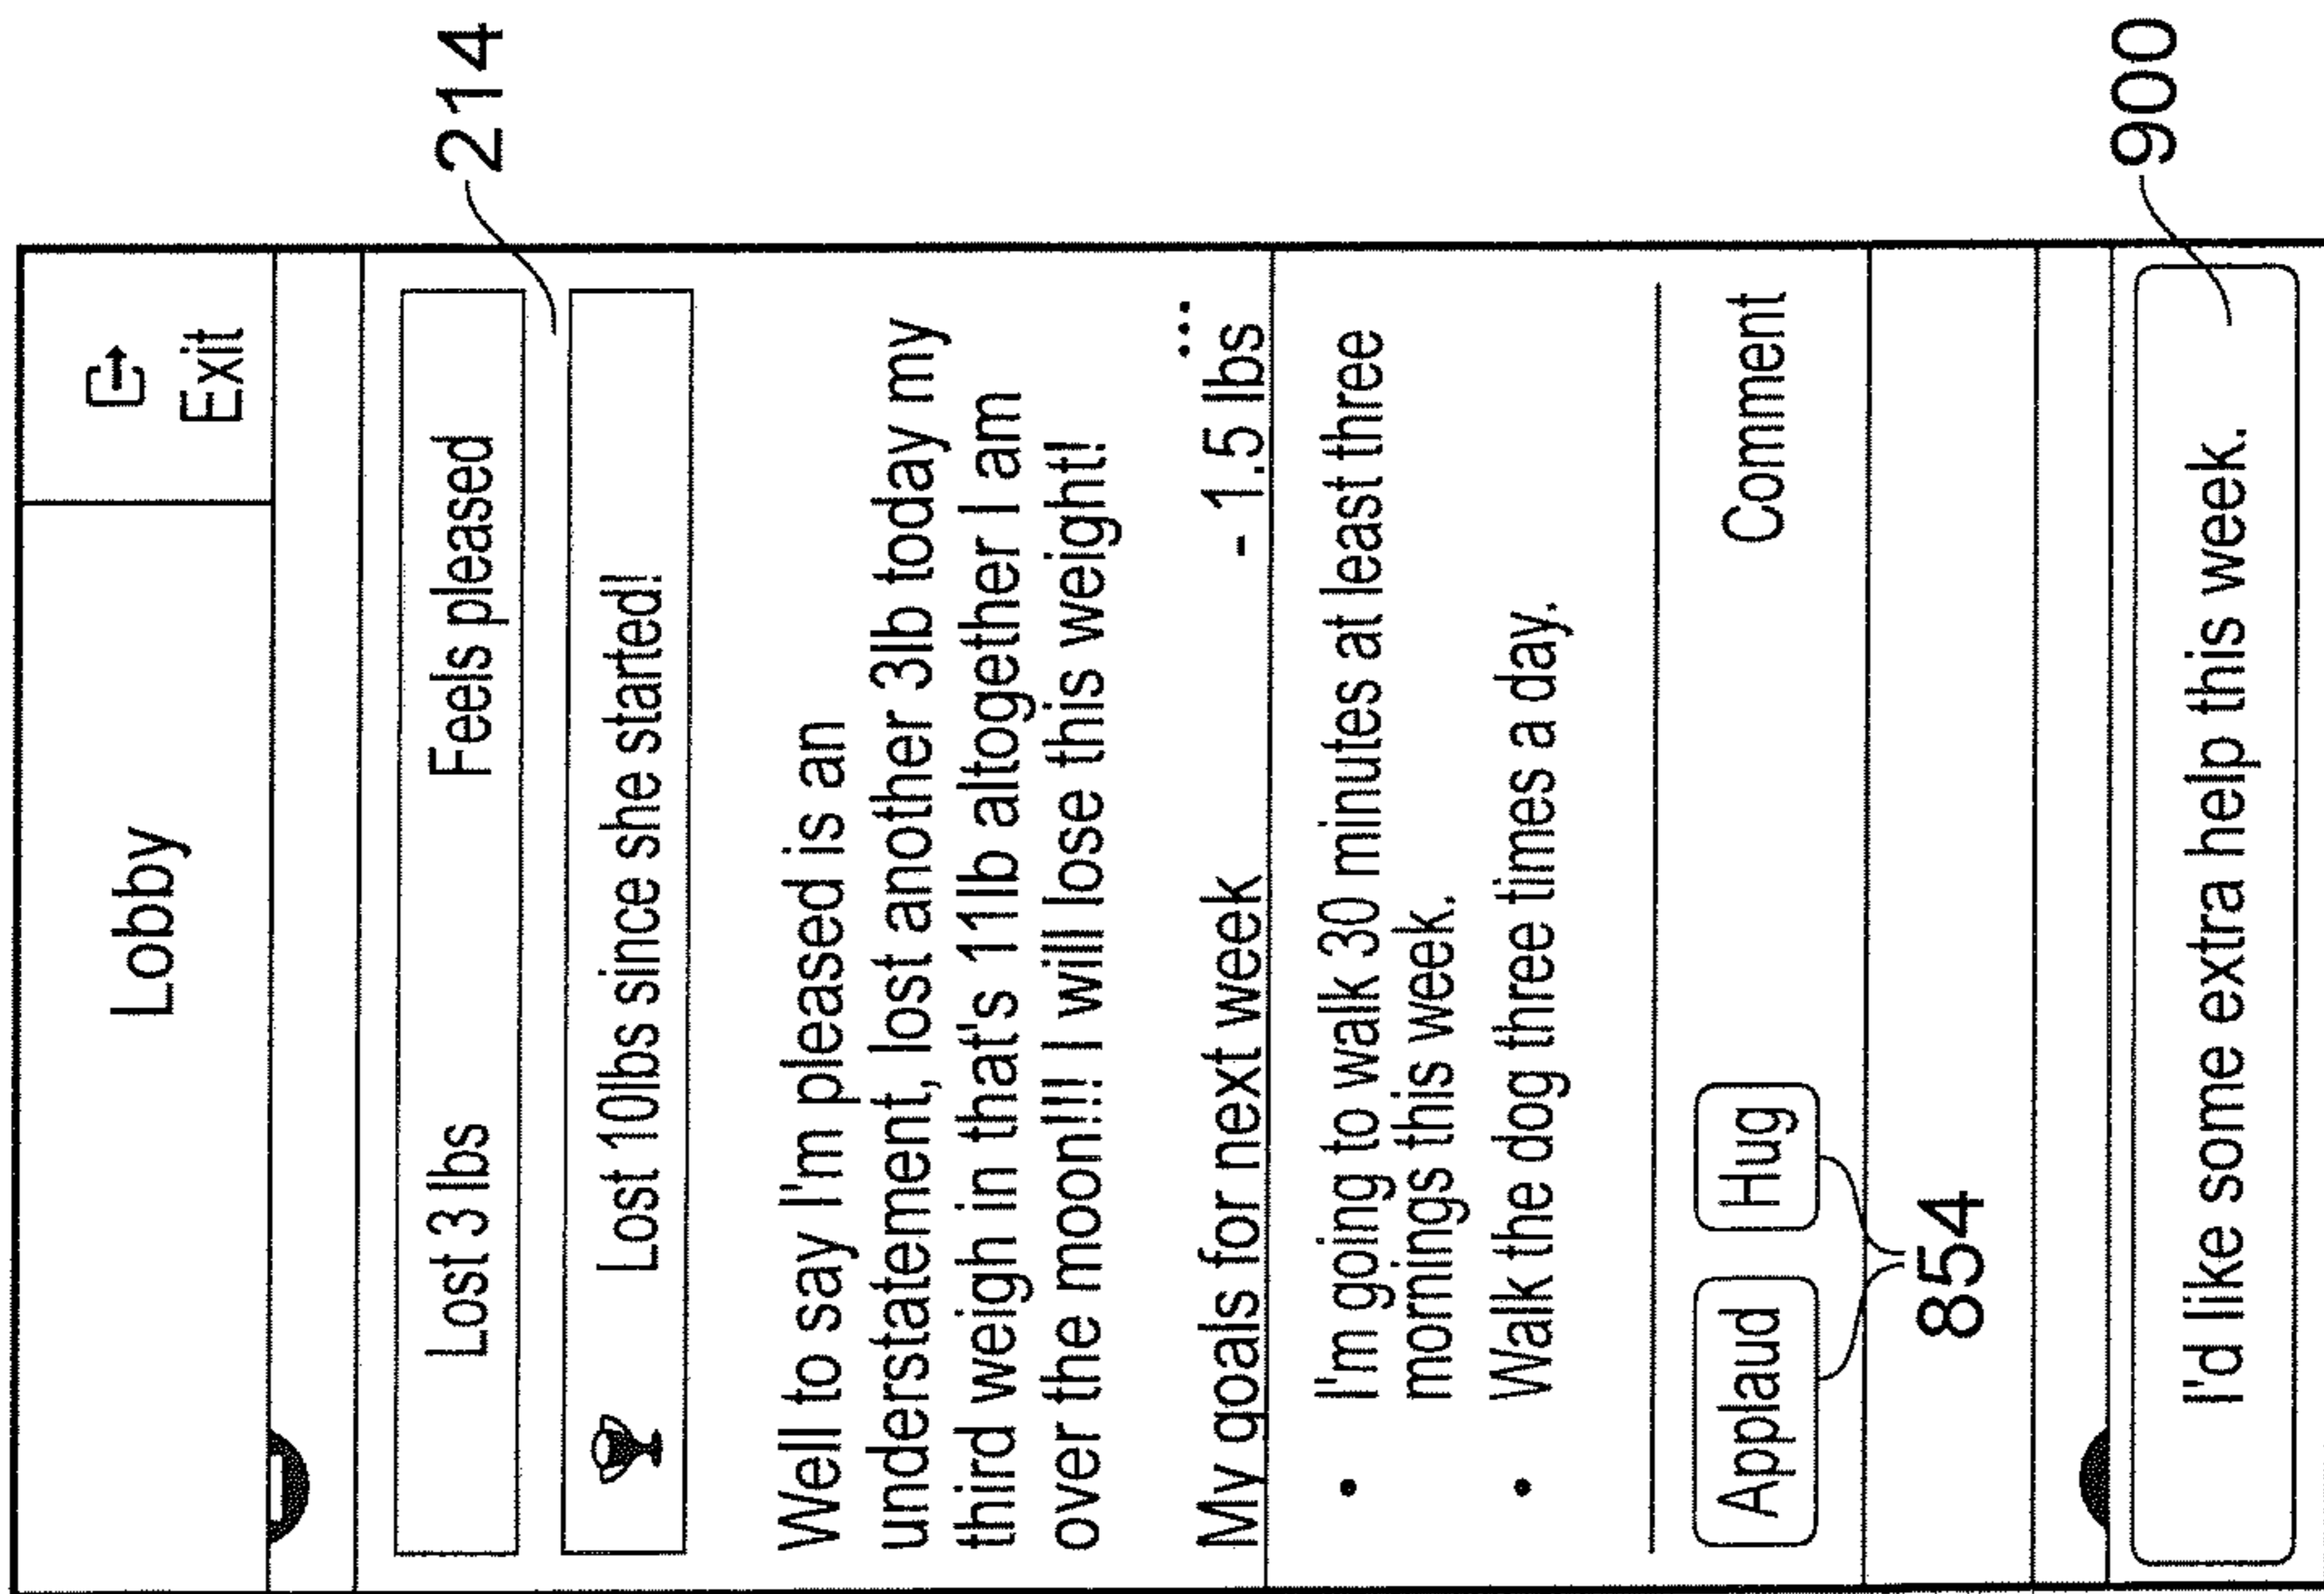 Lobby
Exit
Lost 3 lbs Feels pleased
214
Lost 10lbs since she started!
Well to say I'm pleased is an
understatement, lost another 3lb today my
third weigh in that's 11lb altogether I am
over the moon!!! I will lose this weight!
...
My goals for next week - 1.5 lbs
• I'm going to walk 30 minutes at least three
mornings this week.
• Walk the dog three times a day.
Applaud Hug Comment
854
I'd like some extra help this week.
900